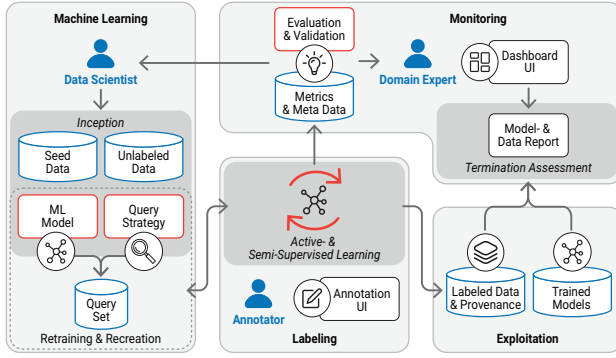 Machine Learning
Data Scientist
Inception
Seed
Data
Unlabeled
Data
ML
Model
Query
Strategy
Query
Set
Retraining & Recreation
Evaluation
& Validation
Metrics
& Meta Data
Monitoring
Domain Expert
Dashboard
UI
Model- &
Data Report
Termination Assessment
Active- &
Semi-Supervised Learning
Annotator
Annotation
UI
Labeling
Labeled Data
& Provenance
Trained
Models
Exploitation